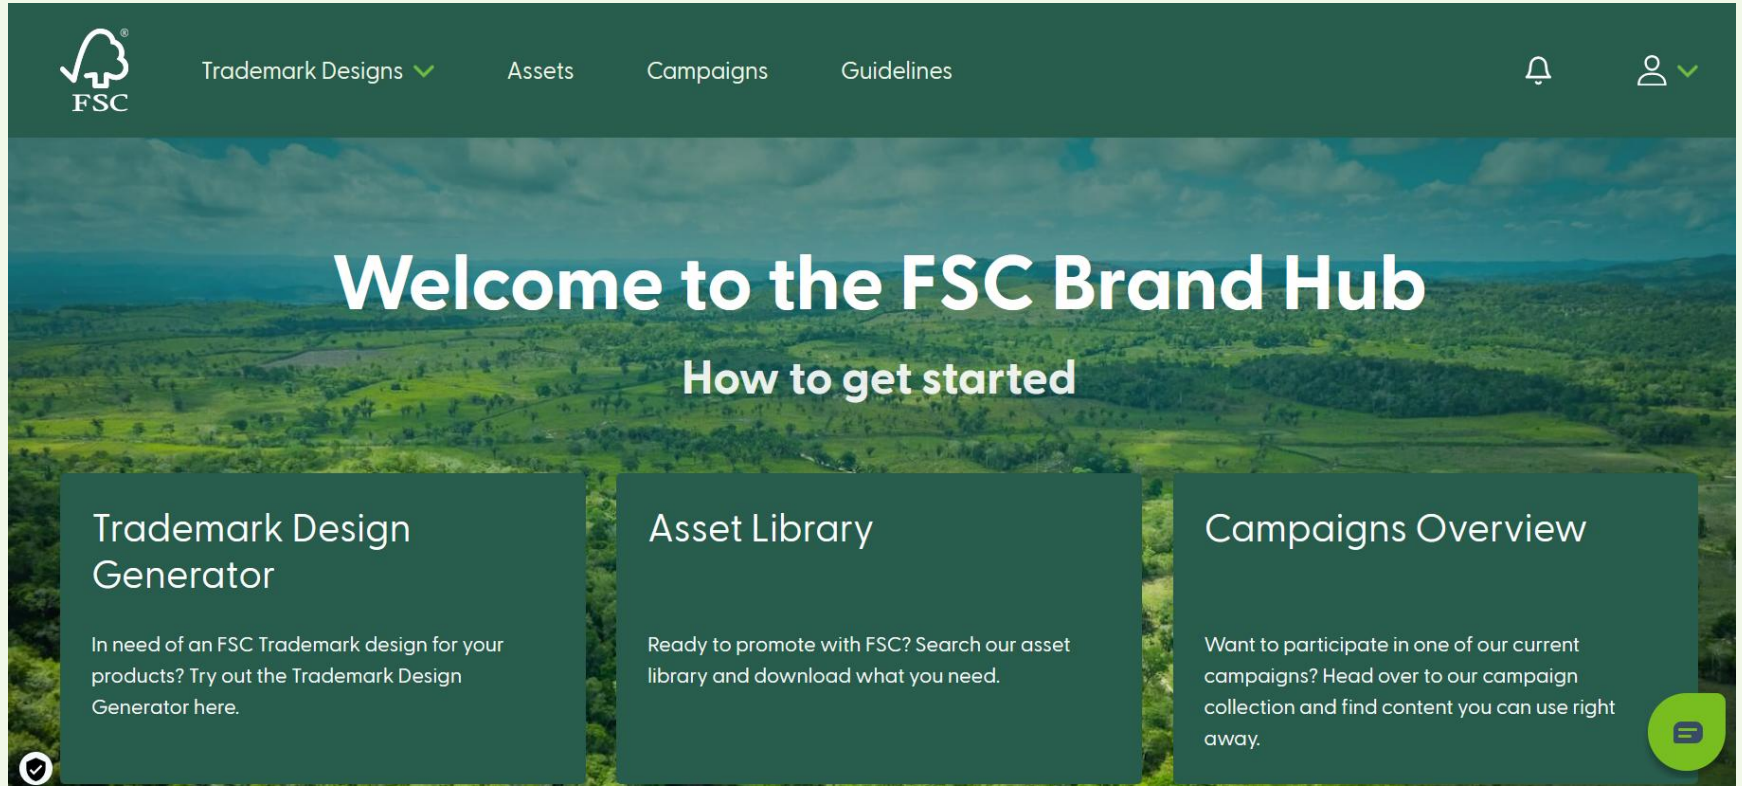 FSC
®
Trademark Designs
Assets
Campaigns
Guidelines
Welcome to the FSC Brand Hub
How to get started
Trademark Design
Generator
In need of an FSC Trademark design for your
products? Try out the Trademark Design
Generator here.
Asset Library
Ready to promote with FSC? Search our asset
library and download what you need.
Campaigns Overview
Want to participate in one of our current
campaigns? Head over to our campaign
collection and find content you can use right
away.